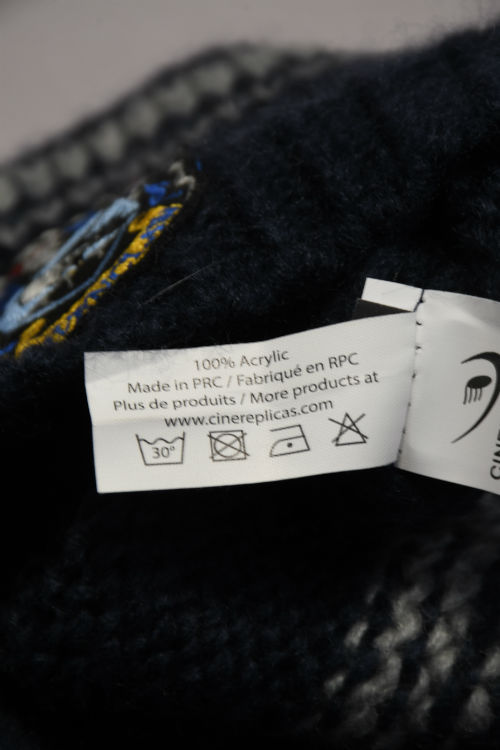 100% Acrylic
Made in PRC / Fabriqué en RPC
Plus de produits / More products at
www.cinereplicas.com
30°